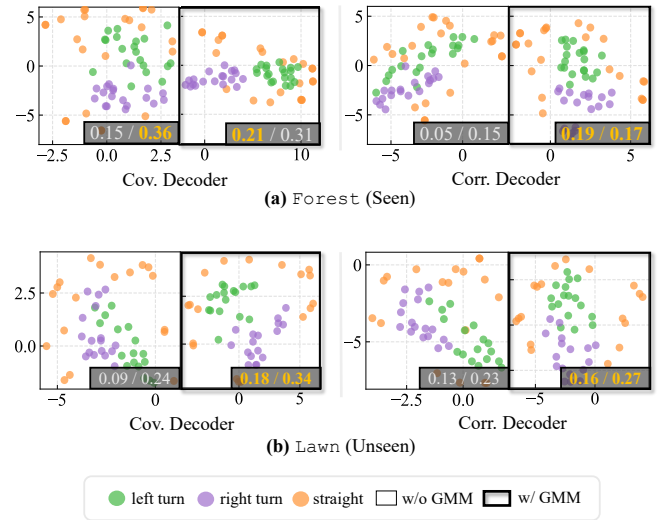 5
0
−5
0.15 / 0.36
0.21 / 0.31
0.05 / 0.15
0.19 / 0.17
−2.5 0.0 2.5 0 10 −5 0 0 5
Cov. Decoder
Corr. Decoder
(a) Forest (Seen)
2.5
0.0
0
−5
0.09 / 0.24
0.18 / 0.34
0.13 / 0.23
0.16 / 0.27
−5 0 0 5 −2.5 0.0 −5 0
Cov. Decoder
Corr. Decoder
(b) Lawn (Unseen)
left turn right turn straight w/o GMM w/ GMM